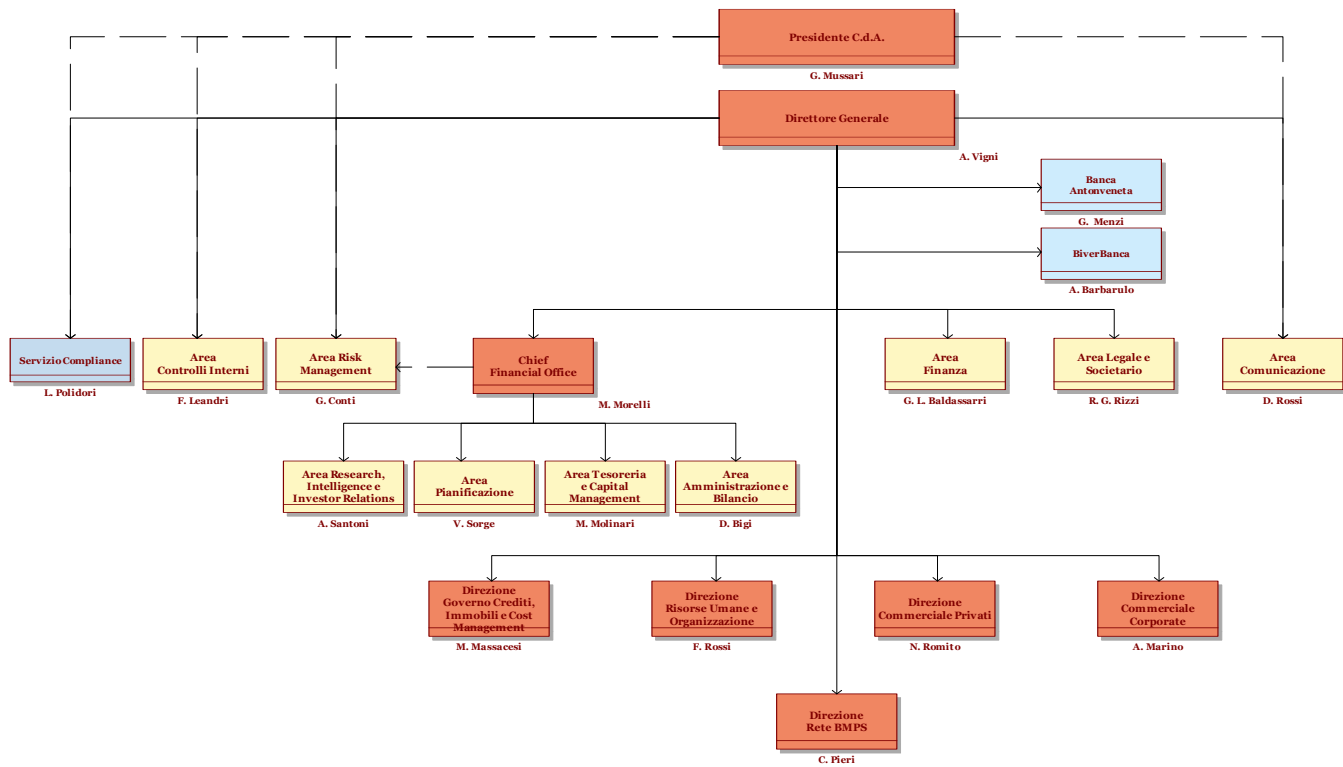 Presidente C.d.A.
G. Mussari
Direttore Generale
A. Vigni
Banca
Antonveneta
G. Menzi
BiverBanca
A. Barbarulo
Servizio Compliance
L. Polidori
Area
Controlli Interni
F. Leandri
Area Risk
Management
G. Conti
Chief
Financial Office
M. Morelli
Area
Finanza
G. L. Baldassarri
Area Legale e
Societario
R. G. Rizzi
Area
Comunicazione
D. Rossi
Area Research,
Intelligence e
Investor Relations
A. Santoni
Area
Pianificazione
V. Sorge
Area Tesoreria
e Capital
Management
M. Molinari
Area
Amministrazione e
Bilancio
D. Bigi
Direzione
Governo Crediti,
Immobili e Cost
Management
M. Massacesi
Direzione
Risorse Umane e
Organizzazione
F. Rossi
Direzione
Commerciale Privati
N. Romito
Direzione
Commerciale
Corporate
A. Marino
Direzione
Rete BMPS
C. Pieri